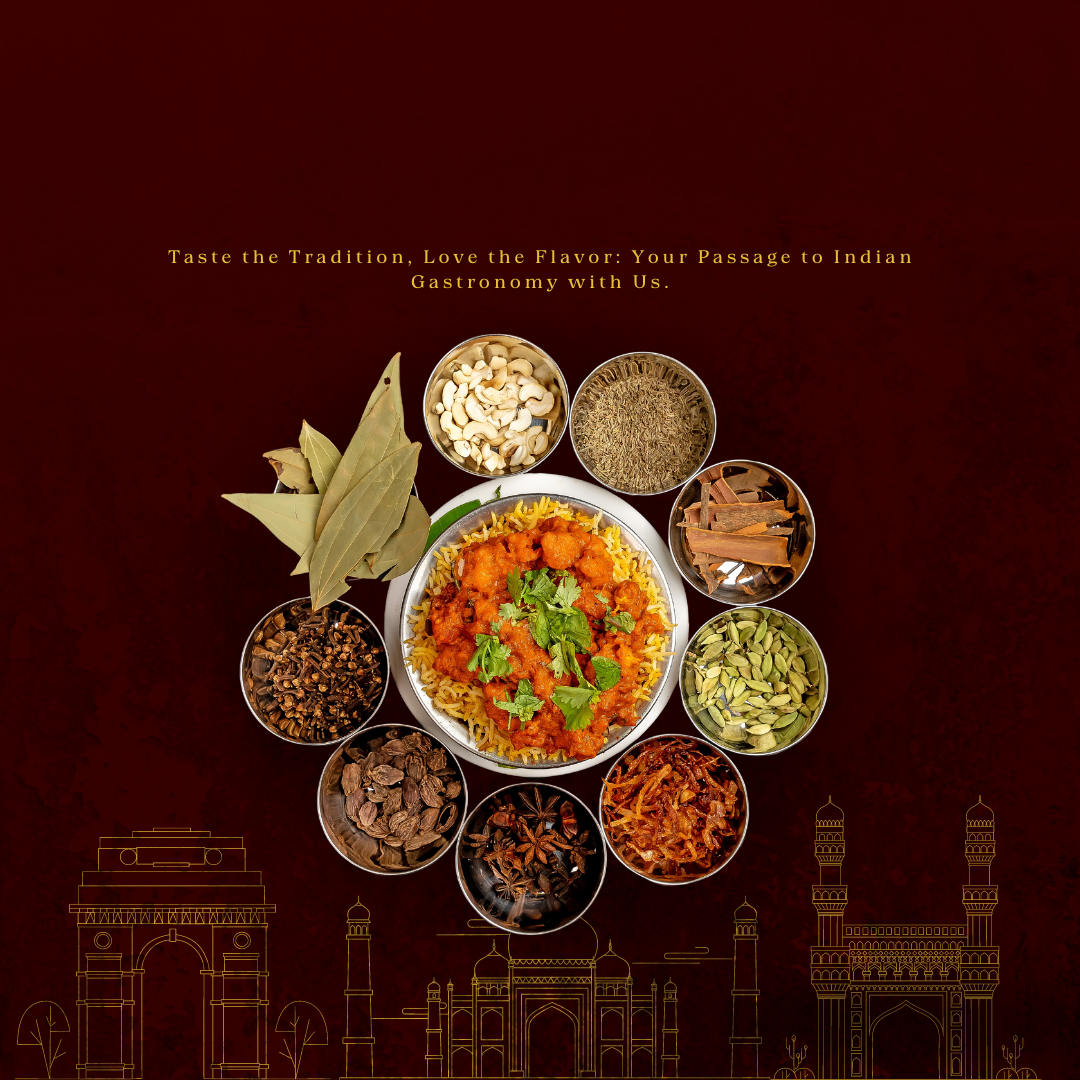 Taste the Tradition, Love the Flavor: Your Passage to Indian
Gastronomy with Us.